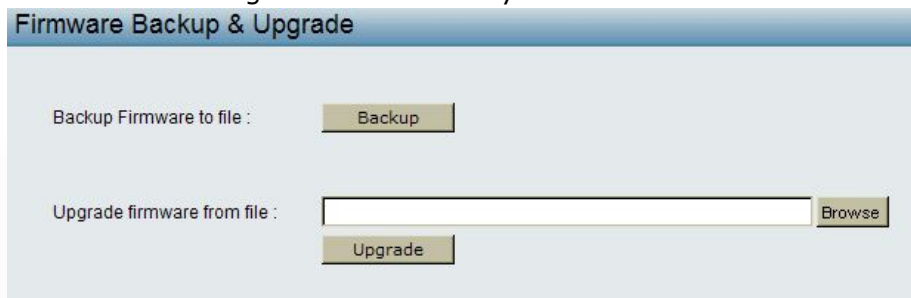 Firmware Backup & Upgrade
Backup Firmware to file : Backup
Upgrade firmware from file : Browse
Upgrade